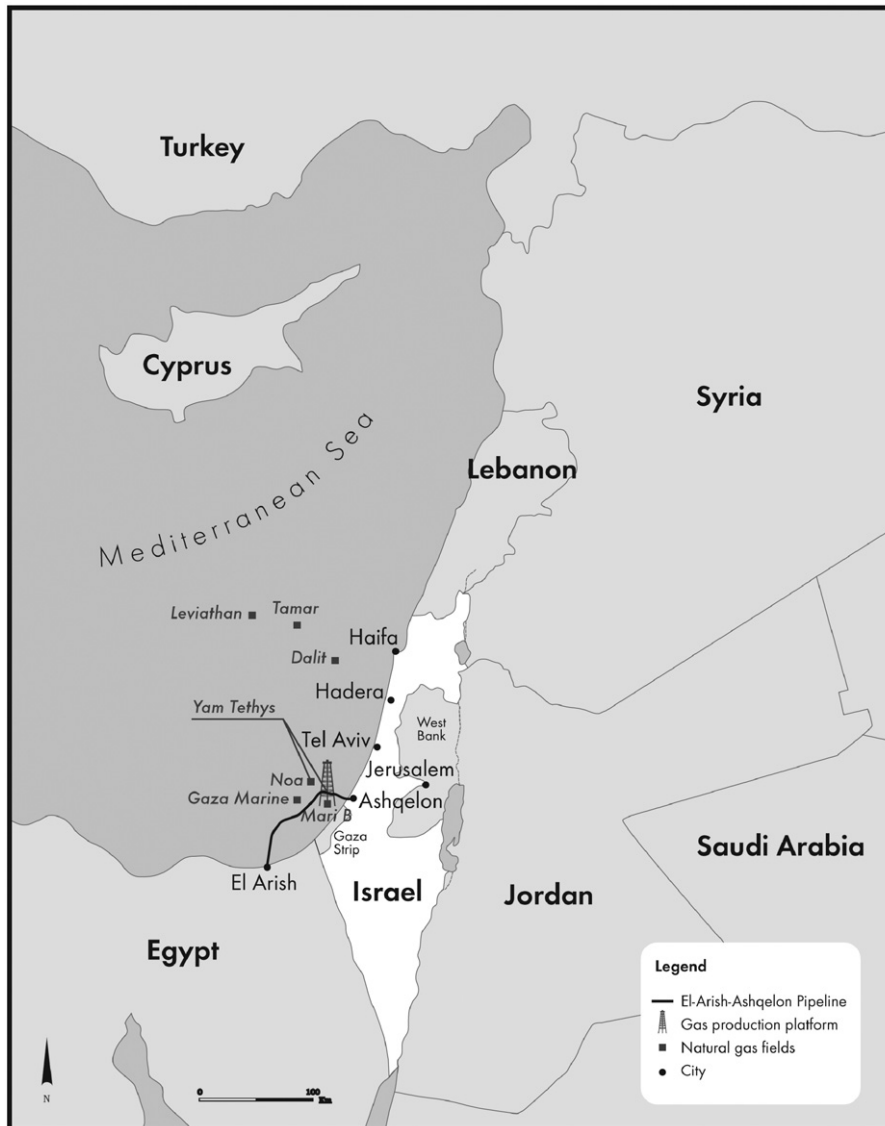 Turkey
Cyprus
Syria
Lebanon
Mediterranean Sea
Leviathan
Tamar
Haifa
Dalit
Hadera
Yam Tethys
West
Bank
Tel Aviv
Jerusalem
Noa
Gaza Marine
Ashqelon
Mari B
Gaza
Strip
Saudi Arabia
El Arish
Israel
Jordan
Egypt
Legend
El-Arish-Ashqelon Pipeline
Gas production platform
Natural gas fields
City
N
0
100
Km